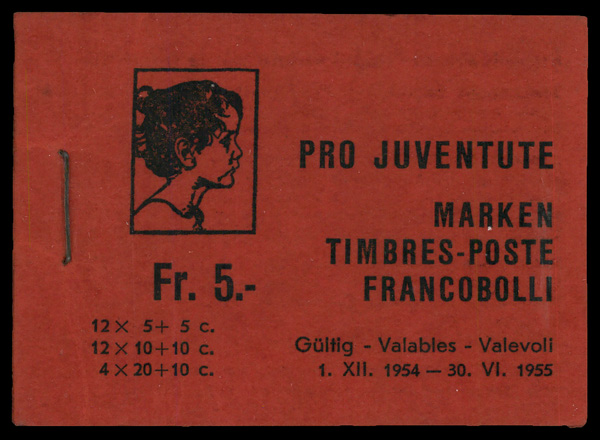 PRO JUVENTUTE
MARKEN
TIMBRES-POSTE
FRANCOBOLLI
Fr. 5.-
12 × 5 + 5 c.
12 × 10 + 10 c.
4 × 20 + 10 c.
Gültig - Valables - Valevoli
1. XII. 1954 — 30. VI. 1955